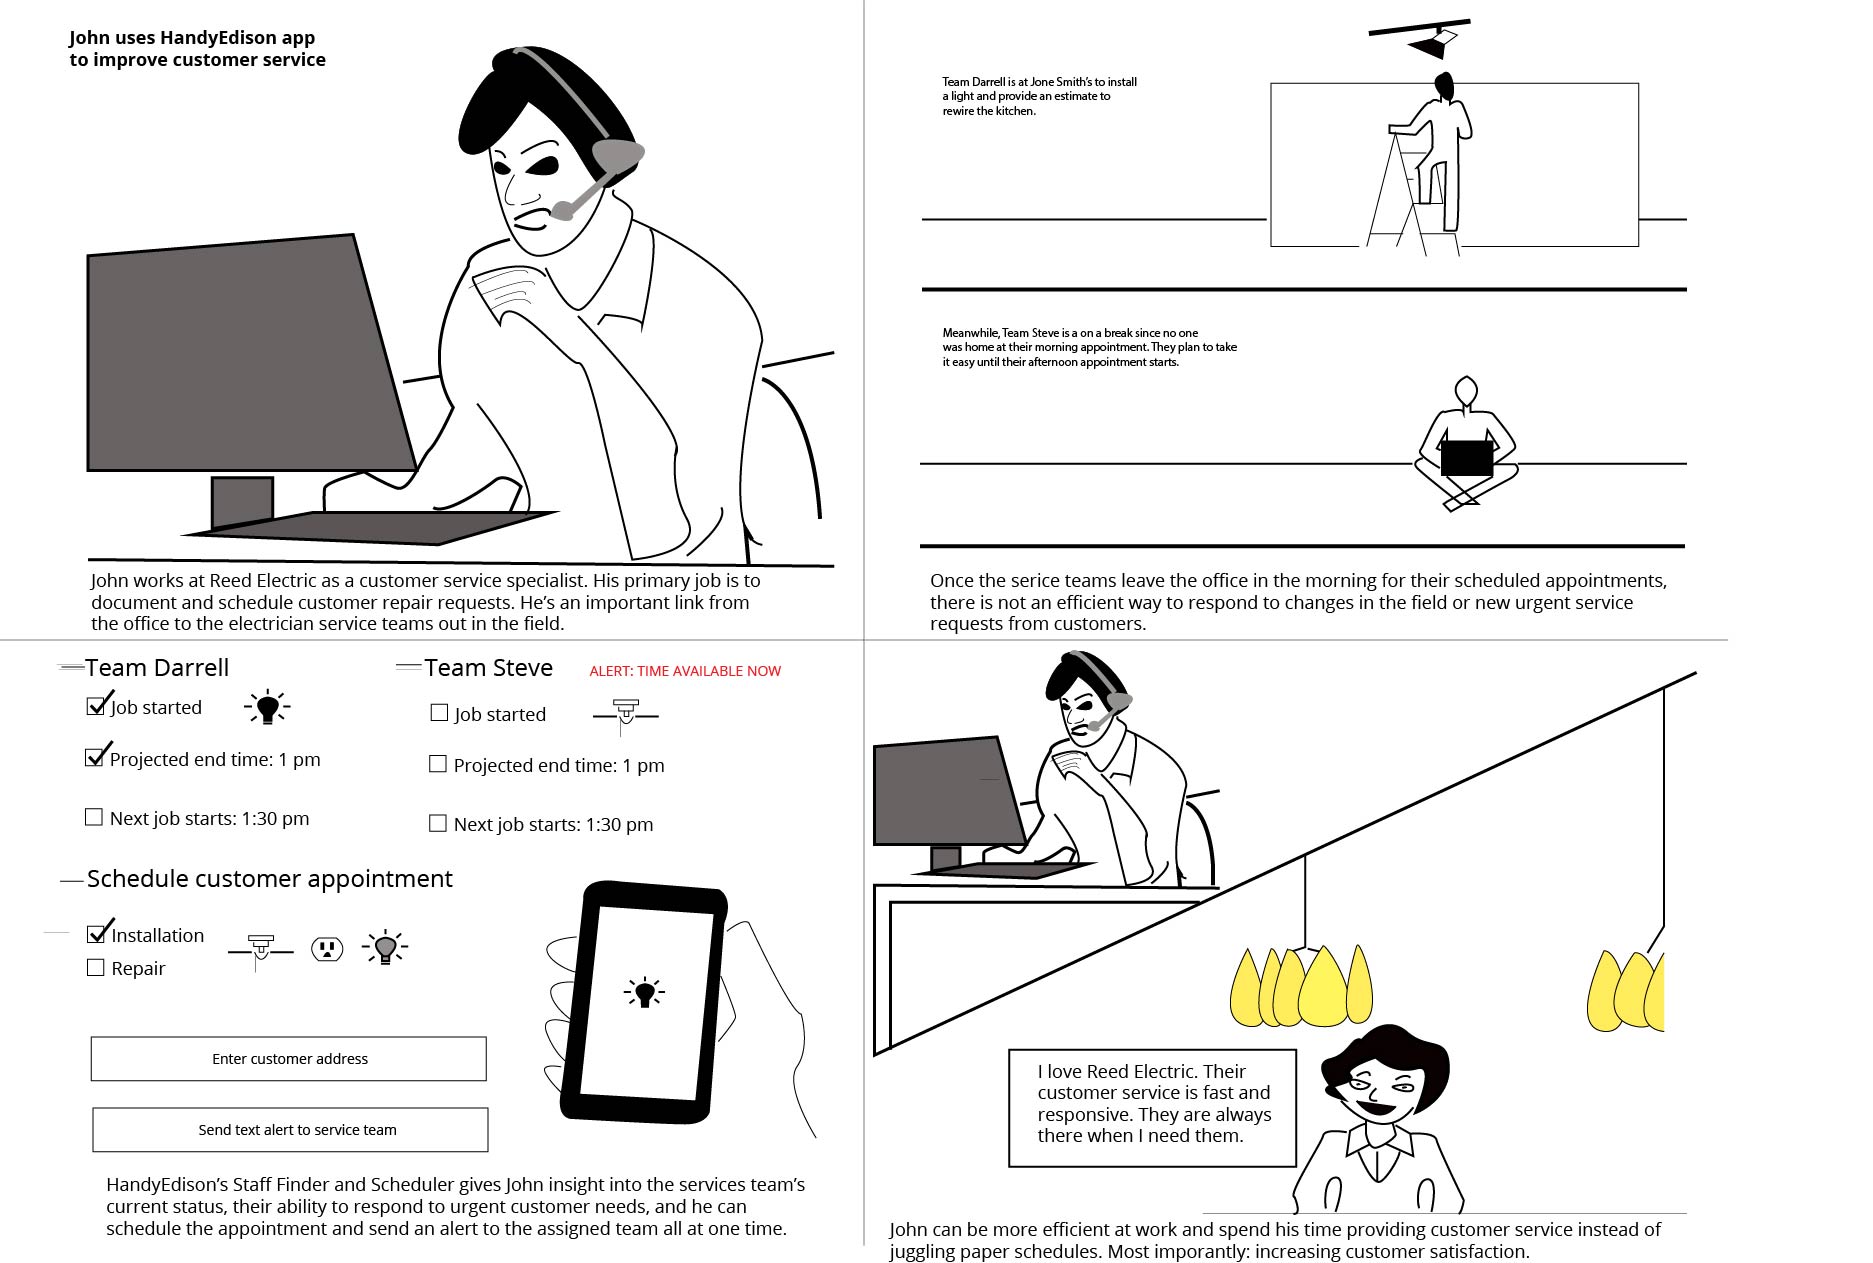 John uses HandyEdison app
to improve customer service
John works at Reed Electric as a customer service specialist. His primary job is to
document and schedule customer repair requests. He's an important link from
the office to the electrician service teams out in the field.
Team Darrell is at Jone Smith's to install
a light and provide an estimate to
rewire the kitchen.
Meanwhile, Team Steve is a on a break since no one
was home at their morning appointment. They plan to take
it easy until their afternoon appointment starts.
Once the serice teams leave the office in the morning for their scheduled appointments,
there is not an efficient way to respond to changes in the field or new urgent service
requests from customers.
Team Darrell
Job started
Projected end time: 1 pm
Next job starts: 1:30 pm
Team Steve
ALERT: TIME AVAILABLE NOW
Job started
Projected end time: 1 pm
Next job starts: 1:30 pm
Schedule customer appointment
Installation
Repair
Enter customer address
Send text alert to service team
HandyEdison's Staff Finder and Scheduler gives John insight into the services team's
current status, their ability to respond to urgent customer needs, and he can
schedule the appointment and send an alert to the assigned team all at one time.
I love Reed Electric. Their
customer service is fast and
responsive. They are always
there when I need them.
John can be more efficient at work and spend his time providing customer service instead of
juggling paper schedules. Most imporantly: increasing customer satisfaction.